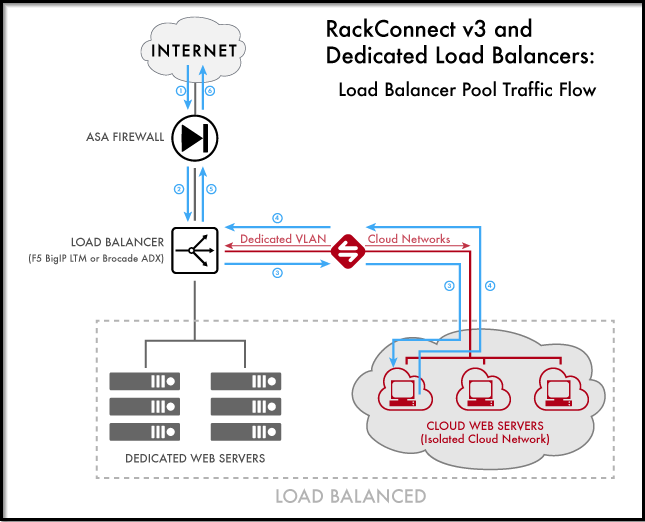 RackConnect v3 and
Dedicated Load Balancers:
Load Balancer Pool Traffic Flow
INTERNET
1
6
ASA FIREWALL
2
5
4
LOAD BALANCER
(F5 BigIP LTM or Brocade ADX)
Dedicated VLAN
Cloud Networks
3
3
4
DEDICATED WEB SERVERS
CLOUD WEB SERVERS
(Isolated Cloud Network)
LOAD BALANCED